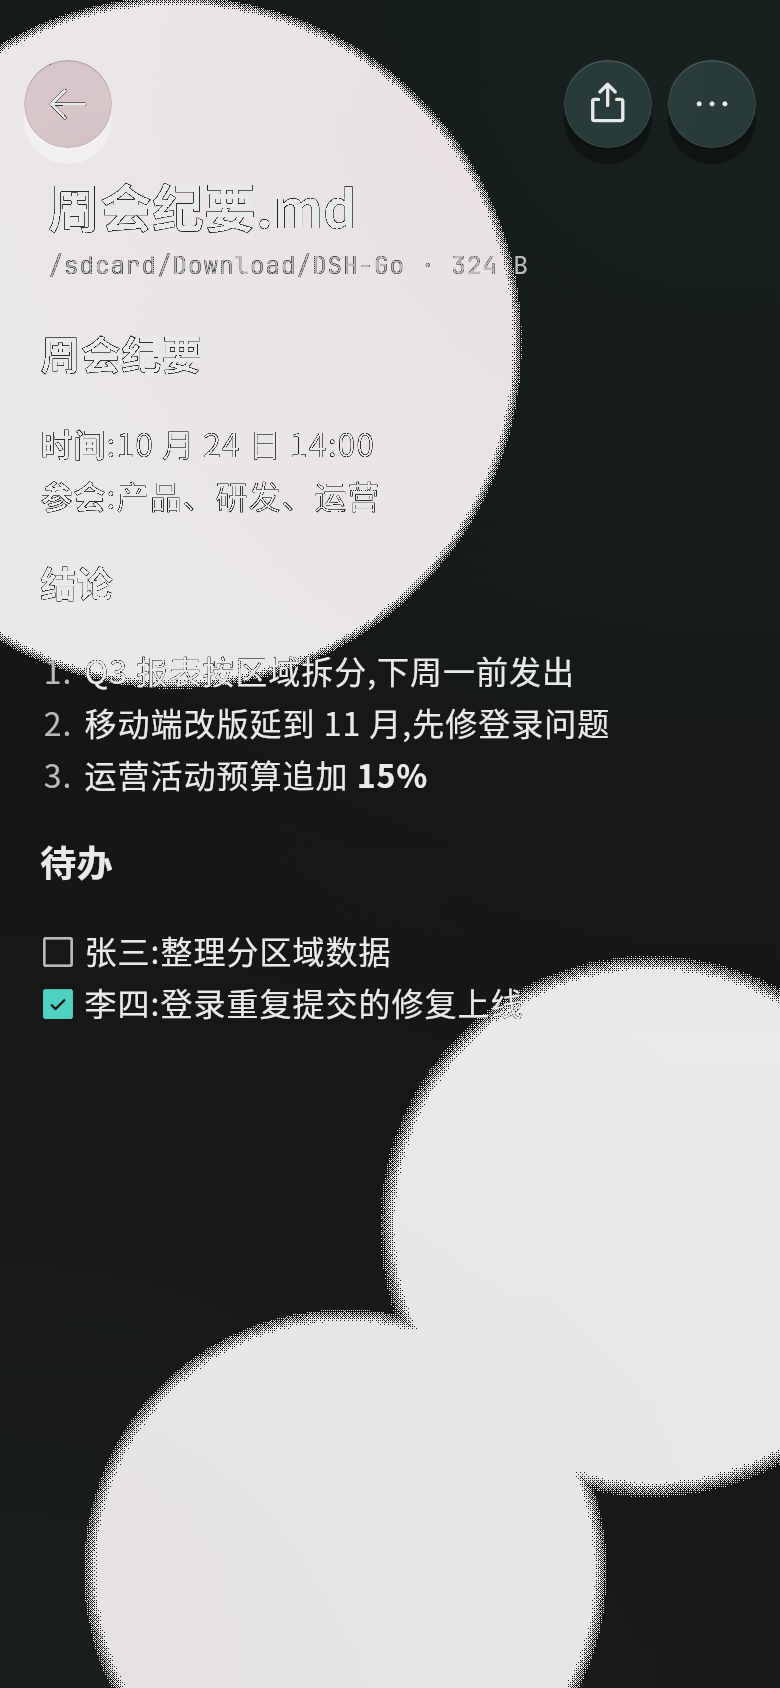 周会纪要.md
/sdcard/Download/DSH-Go · 324 B
周会纪要
时间:10 月 24 日 14:00
参会:产品、研发、运营
结论
1. Q3 报表按区域拆分,下周一前发出
2. 移动端改版延到 11 月,先修登录问题
3. 运营活动预算追加 15%
待办
张三:整理分区域数据
李四:登录重复提交的修复上线